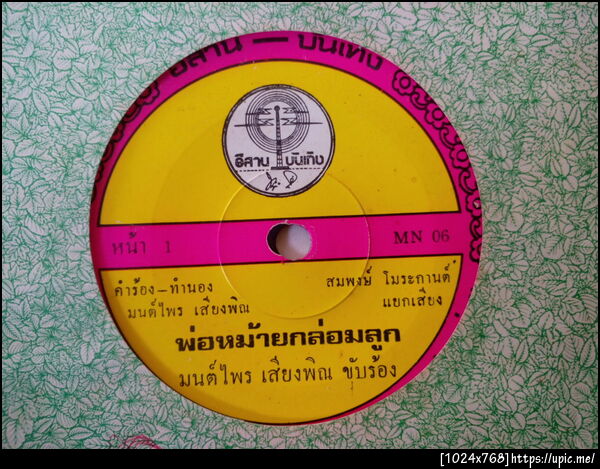 อีสาน — บันเทิง
อีสาน บันเทิง
หน้า 1
MN 06
คำร้อง-ทำนอง
มนต์ไพร เสียงพิณ
สมพงษ์ โมระกานต์
แยกเสียง
พ่อหม้ายกล่อมลูก
มนต์ไพร เสียงพิณ ขับร้อง
[1024x768]https://upic.me/